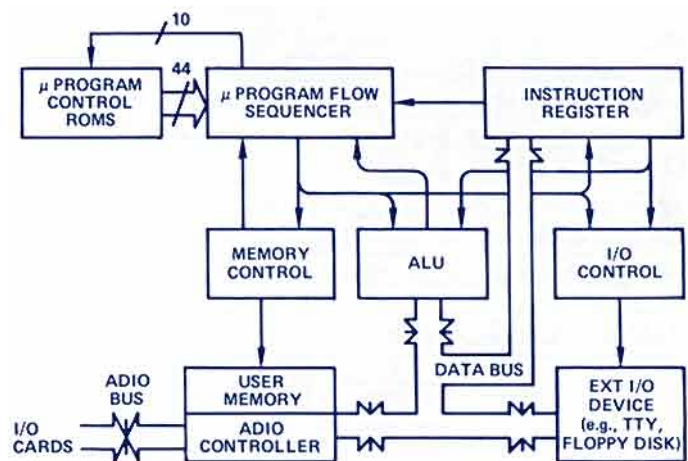 10
44
μ PROGRAM
CONTROL
ROMS
μ PROGRAM FLOW
SEQUENCER
INSTRUCTION
REGISTER
MEMORY
CONTROL
ALU
I/O
CONTROL
ADIO
BUS
I/O
CARDS
USER
MEMORY
ADIO
CONTROLLER
DATA BUS
EXT I/O
DEVICE
(e.g., TTY,
FLOPPY DISK)